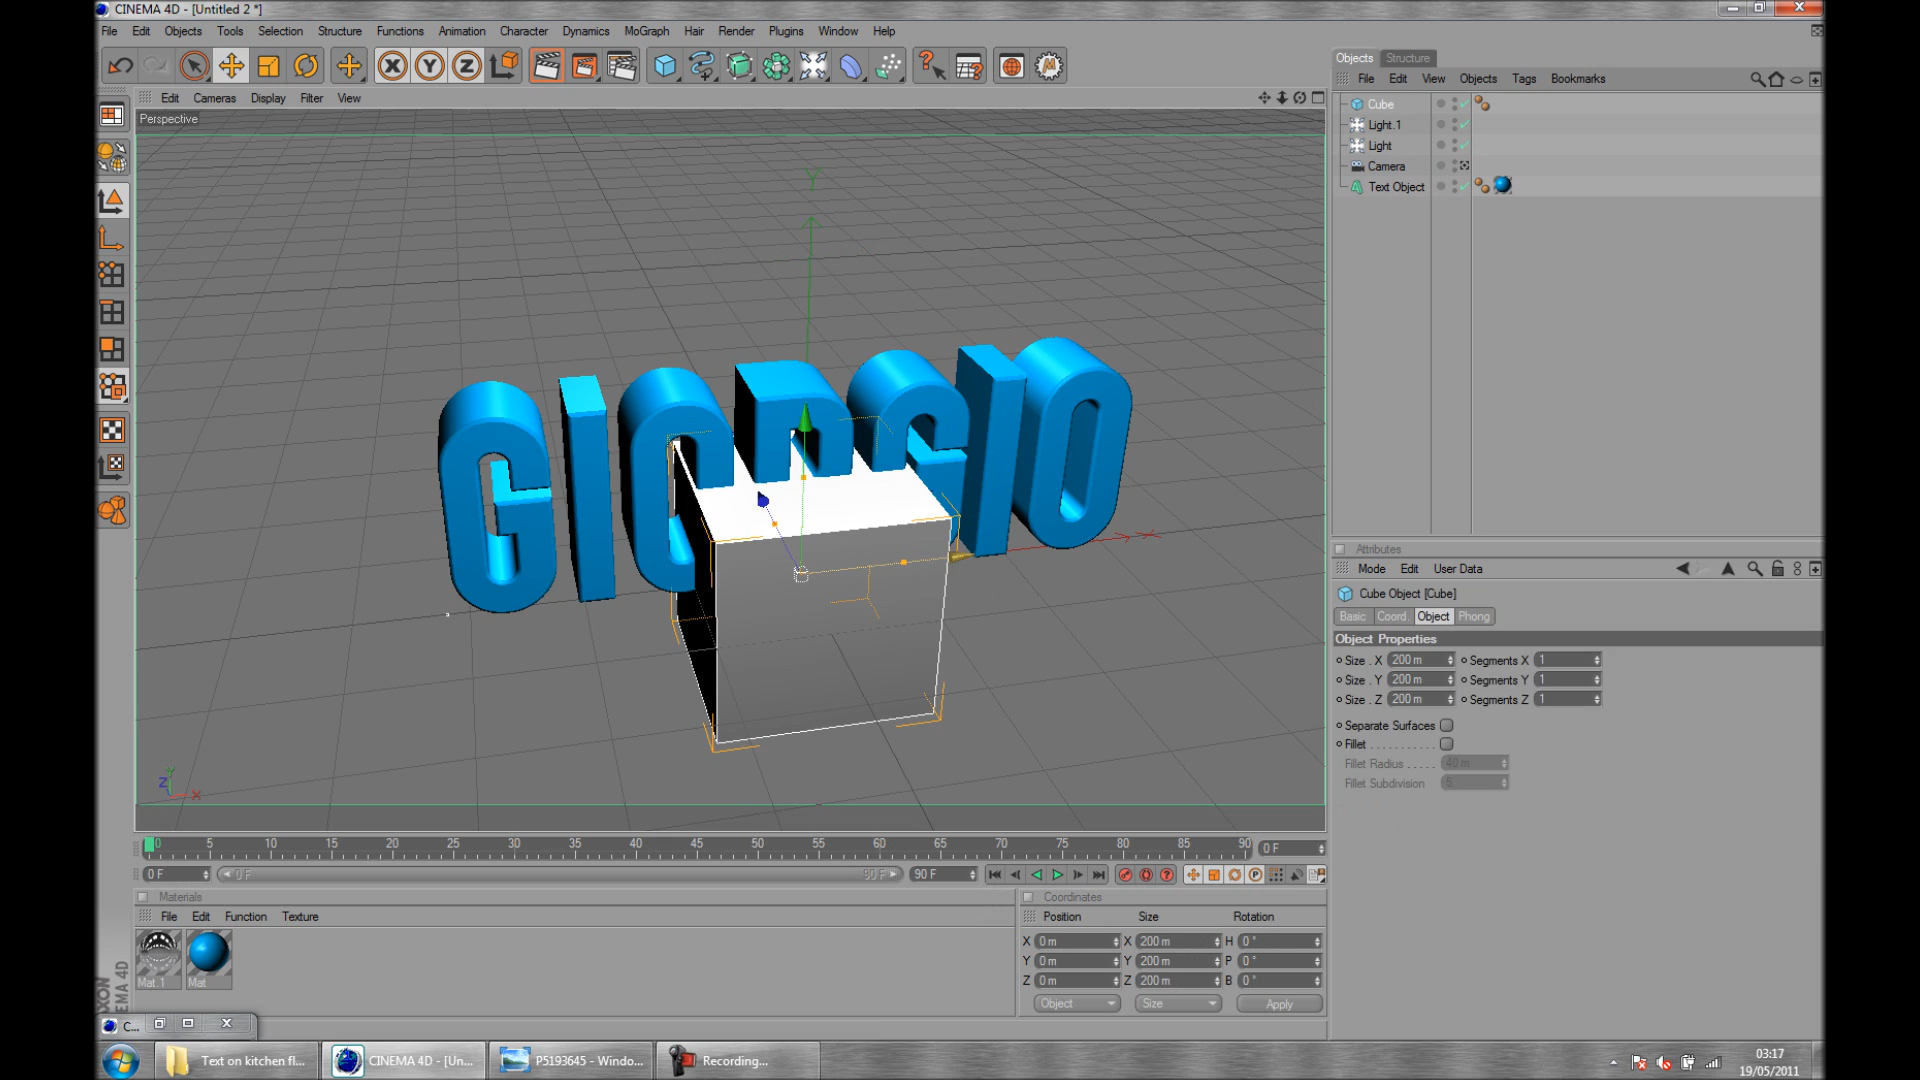 CINEMA 4D - [Untitled 2 *]
File Edit Objects Tools Selection Structure Functions Animation Character Dynamics MoGraph Hair Render Plugins Window Help
Objects Structure
File Edit View Objects Tags Bookmarks
Edit Cameras Display Filter View
Perspective
Cube
Light.1
Light
Camera
Text Object
Y
GIORGIO
Z Y X
Attributes
Mode Edit User Data
Cube Object [Cube]
Basic Coord. Object Phong
Object Properties
Size . X 200 m Segments X 1
Size . Y 200 m Segments Y 1
Size . Z 200 m Segments Z 1
Separate Surfaces
Fillet . . . . . . . .
Fillet Radius . . . . . 40 m
Fillet Subdivision 5
0 5 10 15 20 25 30 35 40 45 50 55 60 65 70 75 80 85 90 0 F
0 F 0 F 90 F 90 F
Materials
File Edit Function Texture
Mat.1 Mat
Coordinates
Position Size Rotation
X 0 m X 200 m H 0 °
Y 0 m Y 200 m P 0 °
Z 0 m Z 200 m B 0 °
Object Size Apply
C...
Text on kitchen fl... CINEMA 4D - [Un... P5193645 - Windo... Recording...
03:17
19/05/2011